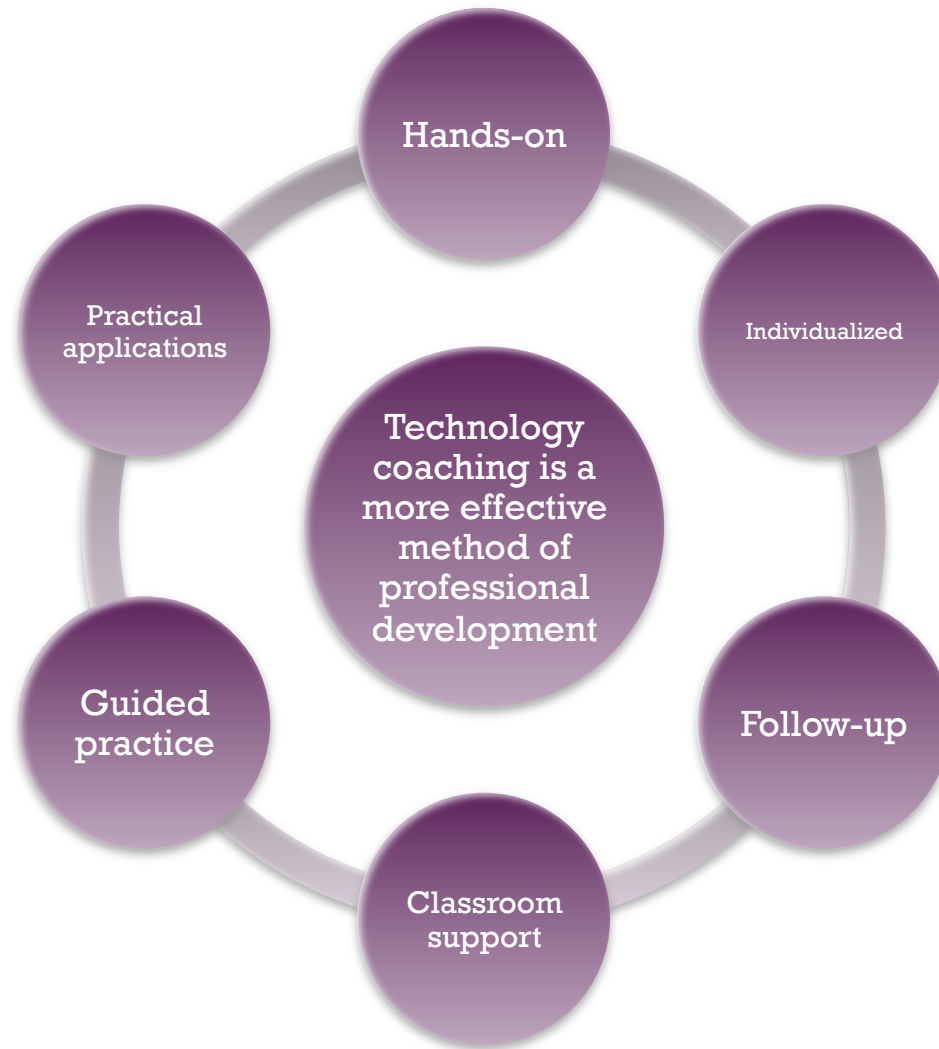 Hands-on
Individualized
Follow-up
Classroom
support
Guided
practice
Practical
applications
Technology
coaching is a
more effective
method of
professional
development